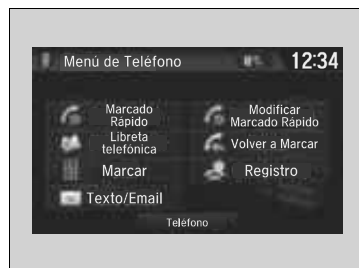 Menú de Teléfono
12:34
Marcado
Rápido
Modificar
Marcado Rápido
Libreta
telefónica
Volver a Marcar
Marcar
Registro
Texto/Email
Teléfono